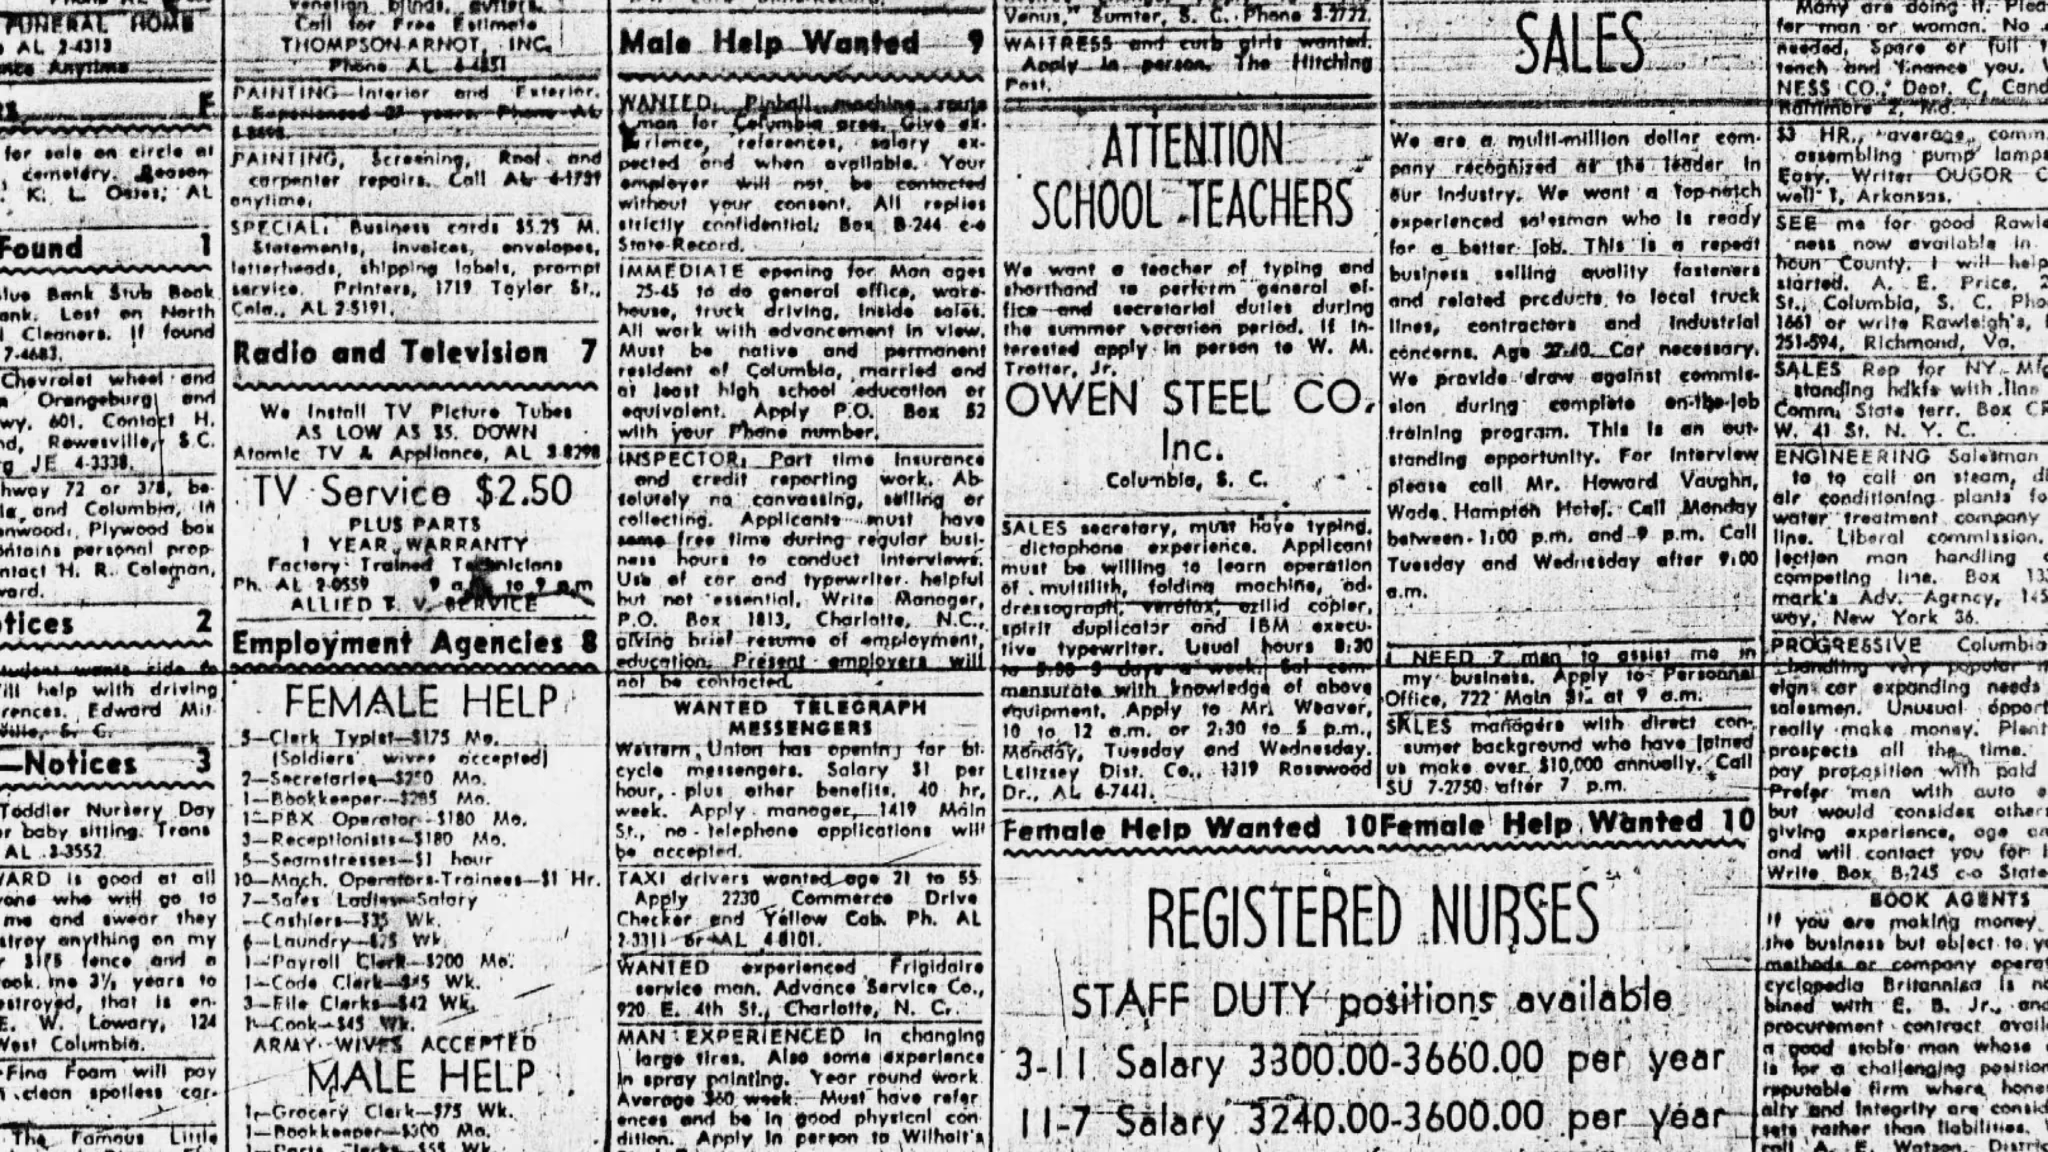 FUNERAL HOME
AL 2-4313
Anytime
E
for sale on circle at
cemetery. Reason-
K. L. Oates, AL
Found 1
Blue Bank Stub Book
Bank. Lost on North
Cleaners. If found
7-4683.
Chevrolet wheel and
Orangeburg and
601. Contact H.
Rowesville, S.C.
JE 4-3338.
72 or 378, be-
and Columbia, in
Plywood box
contains personal prop-
H. R. Coleman,
2
student wants ride to
Will help with driving
Edward Mit-
S. C.
—Notices 3
Toddler Nursery Day
or baby sitting. Trans
AL 3-3552
YARD is good at all
who will go to
me and swear they
anything on my
fence and a
took me 3½ years to
destroyed, that is en-
E. W. Lowary, 124
West Columbia.
Fina Foam will pay
clean spotless car-
The Famous Little
Venetian blinds, gutters.
Call for Free Estimate
THOMPSON-ARNOT, INC.
Phone AL 4-4851
PAINTING—Interior and Exterior.
Experienced years. Phone AL
PAINTING, Screening, Roof and
carpenter repairs. Call AL 4-1739
anytime.
SPECIAL: Business cards $5.25 M.
Statements, invoices, envelopes,
letterheads, shipping labels, prompt
service. Printers, 1719 Taylor St.,
Cola., AL 2-5191.
Radio and Television 7
We Install TV Picture Tubes
AS LOW AS $5. DOWN
Atomic TV & Appliance, AL 3-8298
TV Service $2.50
PLUS PARTS
1 YEAR WARRANTY
Factory Trained Technicians
Ph. AL 2-0559 9 a.m. to 9 p.m
ALLIED T. V. SERVICE
Employment Agencies 8
FEMALE HELP
5—Clerk Typist—$175 Mo.
(Soldiers' wives accepted)
2—Secretaries—$250 Mo.
1—Bookkeeper—$285 Mo.
1—PBX Operator—$180 Mo.
3—Receptionists—$180 Mo.
5—Seamstresses—$1 hour
10—Mach. Operators-Trainees—$1 Hr.
7—Sales Ladies—Salary
—Cashiers—$35 Wk.
6—Laundry—$25 Wk.
1—Payroll Clerk—$200 Mo.
1—Code Clerk—$45 Wk.
3—File Clerks—$42 Wk.
1—Cook—$45 Wk.
ARMY WIVES ACCEPTED
MALE HELP
1—Grocery Clerk—$75 Wk.
1—Bookkeeper—$300 Mo.
1—Parts Clerks—$55 Wk.
Male Help Wanted 9
WANTED: Pinball machine route
man for Columbia area. Give ex-
perience, references, salary ex-
pected and when available. Your
employer will not be contacted
without your consent. All replies
strictly confidential. Box B-244 c-o
State-Record.
IMMEDIATE opening for Man ages
25-45 to do general office, ware-
house, truck driving, inside sales.
All work with advancement in view.
Must be native and permanent
resident of Columbia, married and
at least high school education or
equivalent. Apply P.O. Box 52
with your Phone number.
INSPECTOR: Part time Insurance
and credit reporting work. Ab-
solutely no canvassing, selling or
collecting. Applicants must have
some free time during regular busi-
ness hours to conduct interviews.
Use of car and typewriter helpful
but not essential. Write Manager,
P.O. Box 1813, Charlotte, N.C.,
giving brief resume of employment,
education. Present employers will
not be contacted.
WANTED TELEGRAPH
MESSENGERS
Western Union has opening for bi-
cycle messengers. Salary $1 per
hour, plus other benefits, 40 hr.
week. Apply manager, 1419 Main
St., no telephone applications will
be accepted.
TAXI drivers wanted age 21 to 55
Apply 2230 Commerce Drive
Checker and Yellow Cab. Ph. AL
2-3311 or AL 4-8101.
WANTED experienced Frigidaire
service man. Advance Service Co.,
920 E. 4th St., Charlotte, N. C.
MAN EXPERIENCED in changing
large tires. Also some experience
in spray painting. Year round work
Average $60 week. Must have refer
ences and be in good physical con
dition. Apply in person to Wilhoit's
Venus, Sumter, S. C. Phone 3-2722.
WAITRESS and curb girls wanted.
Apply in person. The Hitching
Post.
ATTENTION
SCHOOL TEACHERS
We want a teacher of typing and
shorthand to perform general of-
fice and secretarial duties during
the summer vacation period. If in-
terested apply in person to W. M.
Trotter, Jr.
OWEN STEEL CO.
Inc.
Columbia, S. C.
SALES secretary, must have typing,
dictaphone experience. Applicant
must be willing to learn operation
of multilith, folding machine, ad-
dressograph, verafax, ozilid copier,
spirit duplicator and IBM execu-
tive typewriter. Usual hours 8:30
to 5:00 5 days a week. Sal com-
mensurate with knowledge of above
equipment. Apply to Mr. Weaver,
10 to 12 a.m. or 2:30 to 5 p.m.,
Monday, Tuesday and Wednesday.
Leitzsey Dist. Co., 1319 Rosewood
Dr., AL 6-7441.
SALES
We are a multi-million dollar com-
pany recognized as the leader in
our industry. We want a top-notch
experienced salesman who is ready
for a better job. This is a repeat
business selling quality fasteners
and related products to local truck
lines, contractors and industrial
concerns. Age 27-40. Car necessary.
We provide draw against commis-
sion during complete on-the-job
training program. This is an out-
standing opportunity. For Interview
please call Mr. Howard Vaughn,
Wade Hampton Hotel. Call Monday
between 1:00 p.m. and 9 p.m. Call
Tuesday and Wednesday after 9:00
a.m.
I NEED 7 men to assist me in
my business. Apply to Personnel
Office, 722 Main St. at 9 a.m.
SALES managers with direct con-
sumer background who have joined
us make over $10,000 annually. Call
SU 7-2750 after 7 p.m.
Female Help Wanted 10
Female Help Wanted 10
REGISTERED NURSES
STAFF DUTY positions available
3-11 Salary 3300.00-3660.00 per year
11-7 Salary 3240.00-3600.00 per year
Many are doing it. Plea
for man or woman. No
needed, Spare or full t
teach and finance you.
NESS CO., Dept. C, Cand
Baltimore 2, Md.
$3 HR., average, comm.
assembling pump lamps
Easy. Writer OUGOR C
well 1, Arkansas.
SEE me for good Rawle
ness now available in
houn County. I will help
started. A. E. Price, 2
St., Columbia, S. C. Pho
1661 or write Rawleigh's,
251-594, Richmond, Va.
SALES Rep for NY Mfg
standing hdkfs with line
Comm. State terr. Box CR
W. 41 St. N. Y. C.
ENGINEERING Salesman
to to call on steam, di
air conditioning plants fo
water treatment company
line. Liberal commission.
lection man handling
competing line. Box 133
mark's Adv. Agency, 145
way, New York 36.
PROGRESSIVE Columbia
handling very popular
eign car expanding needs
salesmen. Unusual opport
really make money. Plent
prospects all the time.
pay proposition with paid
Prefer men with auto
but would consider other
giving experience, age an
and will contact you for
Write Box B-245 c-o State
BOOK AGENTS
If you are making money
the business but object to yo
methods or company operat
cyclopedia Britannica is no
bined with E. B. Jr., and
procurement contract avail
a good stable man whose
is for a challenging position
reputable firm where hone
alty and integrity are consid
sets rather than liabilities.
call A. E. Watson, Distric